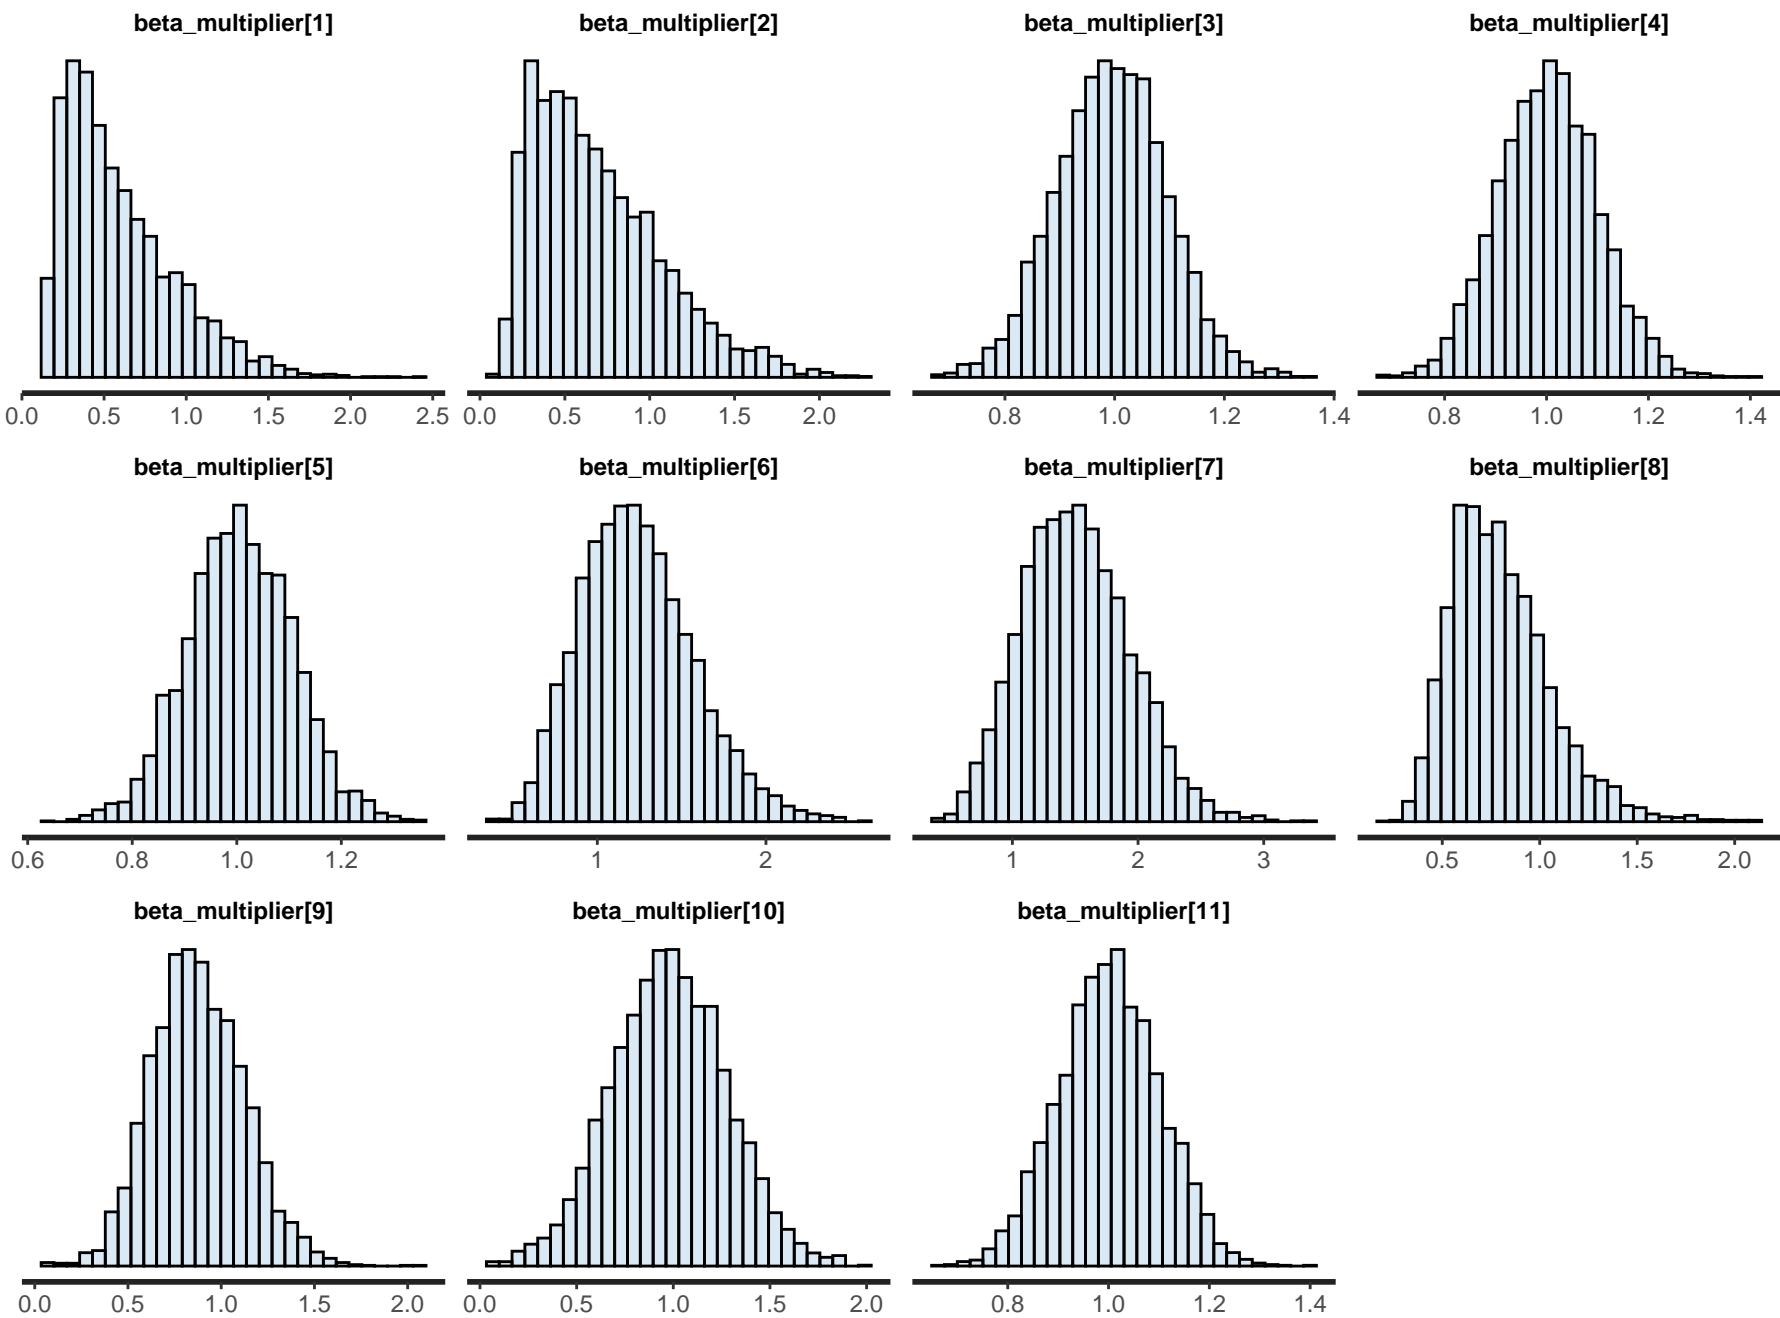 beta_multiplier[1] beta_multiplier[2] beta_multiplier[3] beta_multiplier[4]
0.0 0.5 1.0 1.5 2.0 2.5 0.0 0.5 1.0 1.5 2.0 0.8 1.0 1.2 1.4 0.8 1.0 1.2 1.4
beta_multiplier[5] beta_multiplier[6] beta_multiplier[7] beta_multiplier[8]
0.6 0.8 1.0 1.2 1 2 1 2 3 0.5 1.0 1.5 2.0
beta_multiplier[9] beta_multiplier[10] beta_multiplier[11]
0.0 0.5 1.0 1.5 2.0 0.0 0.5 1.0 1.5 2.0 0.8 1.0 1.2 1.4